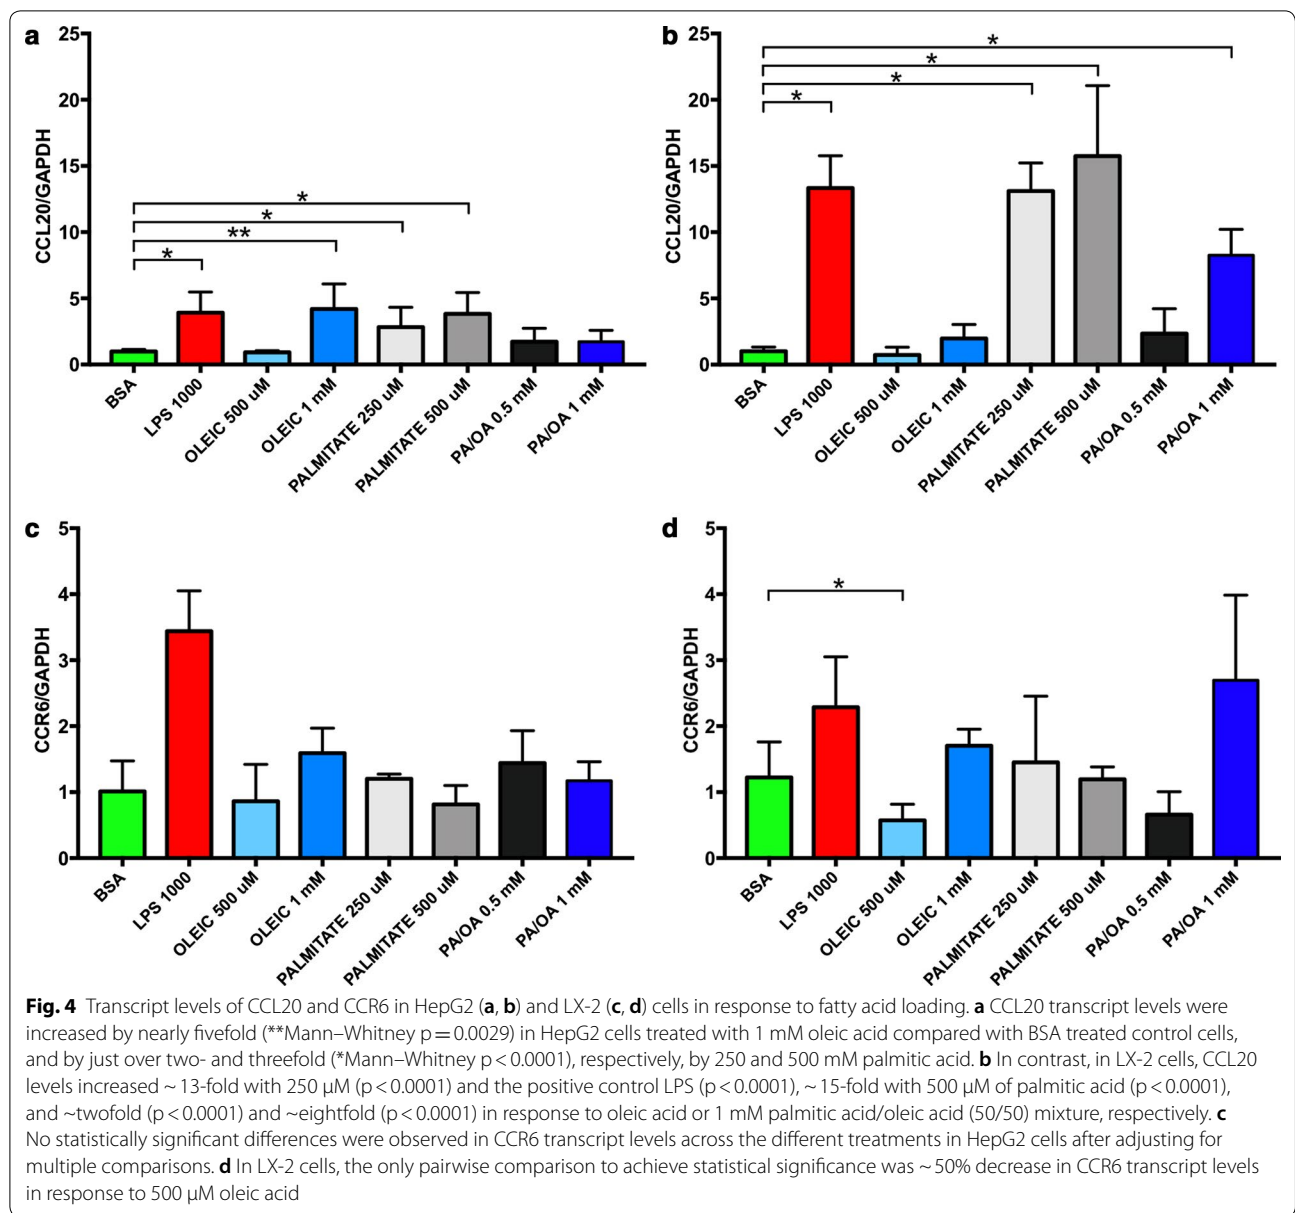 a
CCL20/GAPDH
25
20
15
10
5
0
*
*
**
*
BSA
LPS 1000
OLEIC 500 uM
OLEIC 1 mM
PALMITATE 250 uM
PALMITATE 500 uM
PA/OA 0.5 mM
PA/OA 1 mM
b
CCL20/GAPDH
25
20
15
10
5
0
*
*
*
*
BSA
LPS 1000
OLEIC 500 uM
OLEIC 1 mM
PALMITATE 250 uM
PALMITATE 500 uM
PA/OA 0.5 mM
PA/OA 1 mM
c
CCR6/GAPDH
5
4
3
2
1
0
BSA
LPS 1000
OLEIC 500 uM
OLEIC 1 mM
PALMITATE 250 uM
PALMITATE 500 uM
PA/OA 0.5 mM
PA/OA 1 mM
d
CCR6/GAPDH
5
4
3
2
1
0
*
BSA
LPS 1000
OLEIC 500 uM
OLEIC 1 mM
PALMITATE 250 uM
PALMITATE 500 uM
PA/OA 0.5 mM
PA/OA 1 mM
Fig. 4 Transcript levels of CCL20 and CCR6 in HepG2 (a, b) and LX-2 (c, d) cells in response to fatty acid loading. a CCL20 transcript levels were
increased by nearly fivefold (**Mann–Whitney p = 0.0029) in HepG2 cells treated with 1 mM oleic acid compared with BSA treated control cells,
and by just over two- and threefold (*Mann–Whitney p < 0.0001), respectively, by 250 and 500 mM palmitic acid. b In contrast, in LX-2 cells, CCL20
levels increased ~ 13-fold with 250 µM (p < 0.0001) and the positive control LPS (p < 0.0001), ~ 15-fold with 500 µM of palmitic acid (p < 0.0001),
and ~twofold (p < 0.0001) and ~eightfold (p < 0.0001) in response to oleic acid or 1 mM palmitic acid/oleic acid (50/50) mixture, respectively. c
No statistically significant differences were observed in CCR6 transcript levels across the different treatments in HepG2 cells after adjusting for
multiple comparisons. d In LX-2 cells, the only pairwise comparison to achieve statistical significance was ~ 50% decrease in CCR6 transcript levels
in response to 500 µM oleic acid